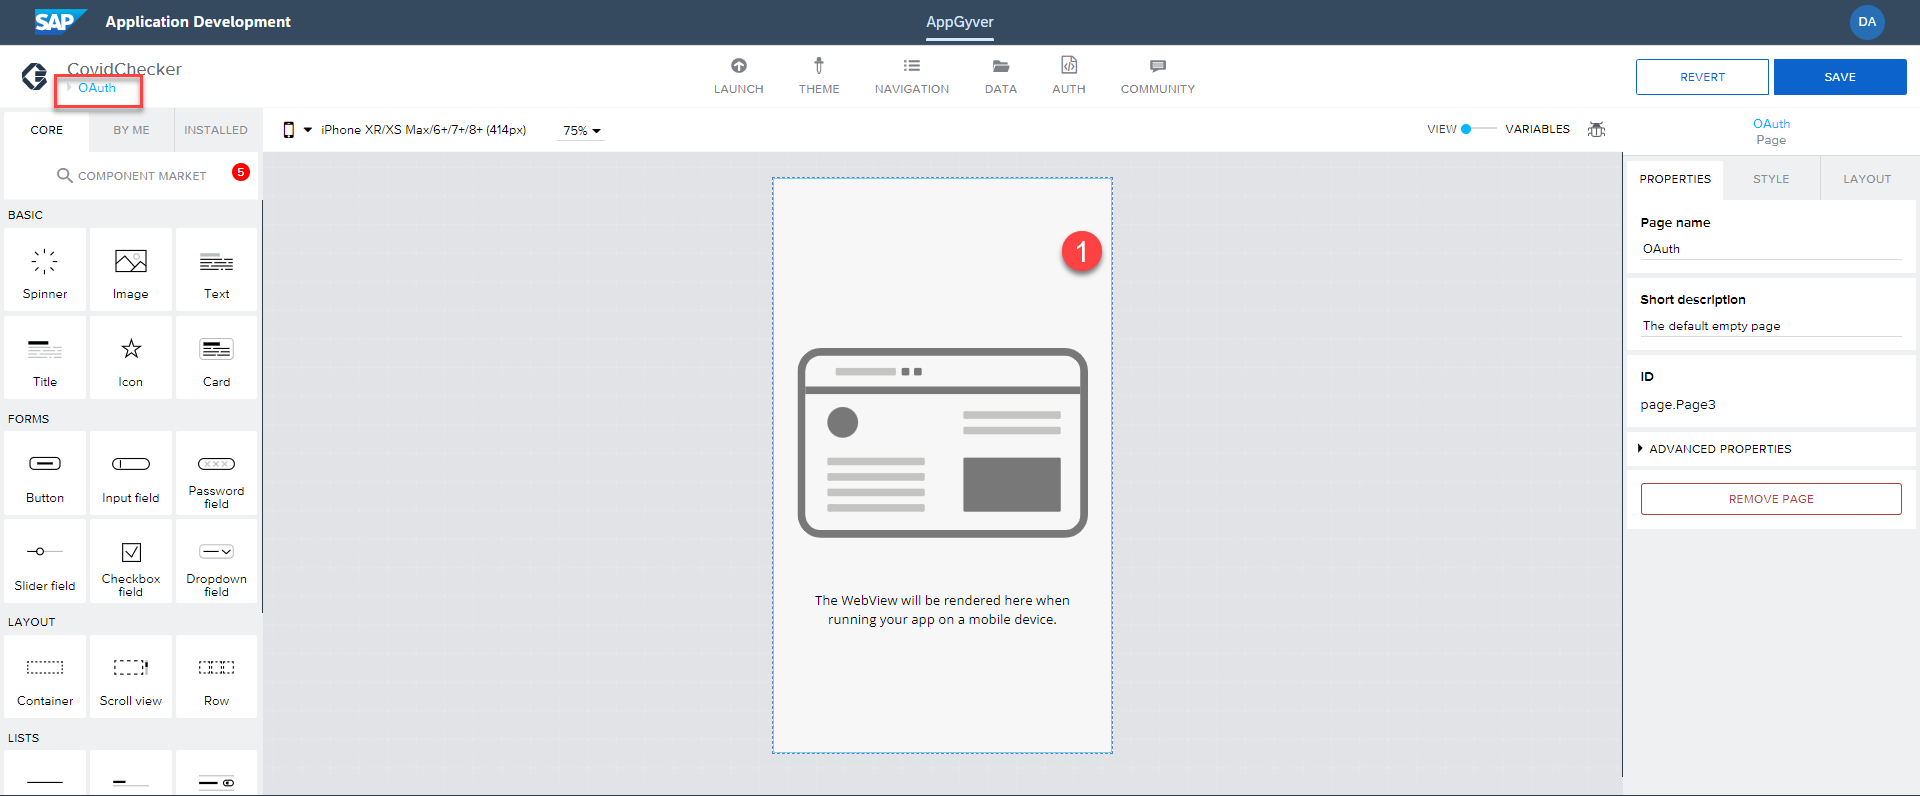 SAP Application Development
AppGyver
DA
CovidChecker
OAuth
LAUNCH
THEME
NAVIGATION
DATA
AUTH
COMMUNITY
REVERT
SAVE
CORE
BY ME
INSTALLED
iPhone XR/XS Max/6+/7+/8+ (414px)
75%
VIEW
VARIABLES
OAuth
Page
COMPONENT MARKET
5
PROPERTIES
STYLE
LAYOUT
BASIC
Spinner
Image
Text
Title
Icon
Card
FORMS
Button
Input field
Password
field
Slider field
Checkbox
field
Dropdown
field
LAYOUT
Container
Scroll view
Row
LISTS
1
The WebView will be rendered here when
running your app on a mobile device.
Page name
OAuth
Short description
The default empty page
ID
page.Page3
ADVANCED PROPERTIES
REMOVE PAGE